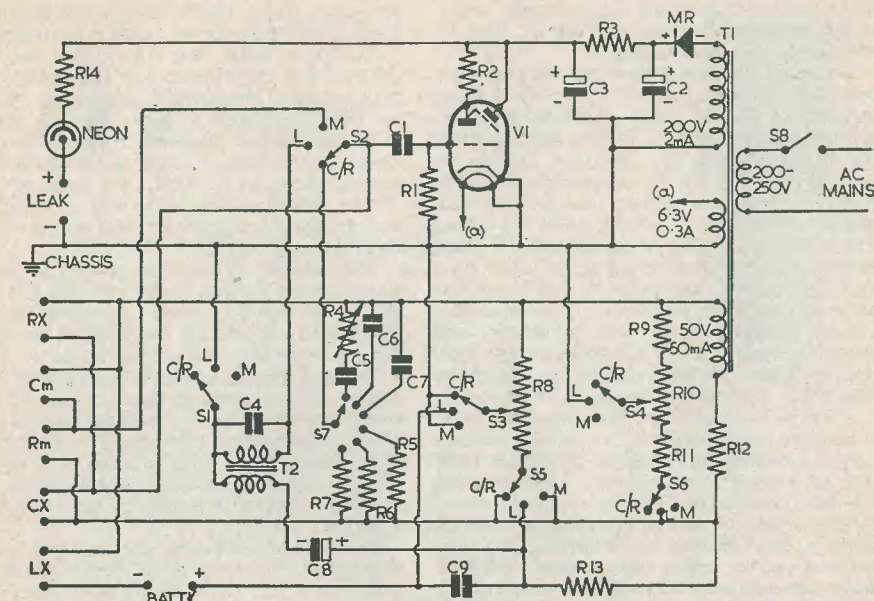 R14
NEON
+
LEAK
-
CHASSIS
RX
Cm
Rm
CX
LX
- +
BATT
M
L
S2
C/R
C1
R1
R2
V1
(a)
R3
MR
+ -
T1
+
C3
-
+
C2
-
200V
2mA
S8
200-
250V
AC
MAINS
(a)
6·3V
0·3A
50V
50mA
L
M
C/R
S1
C4
T2
R4
C6
C5
C7
S7
R5
R7
R6
- +
C8
C/R
L
M
S3
R8
S5
C/R
M
L
C9
R13
C/R
L
S4
M
R9
R10
R11
S6
C/R
M
L
R12